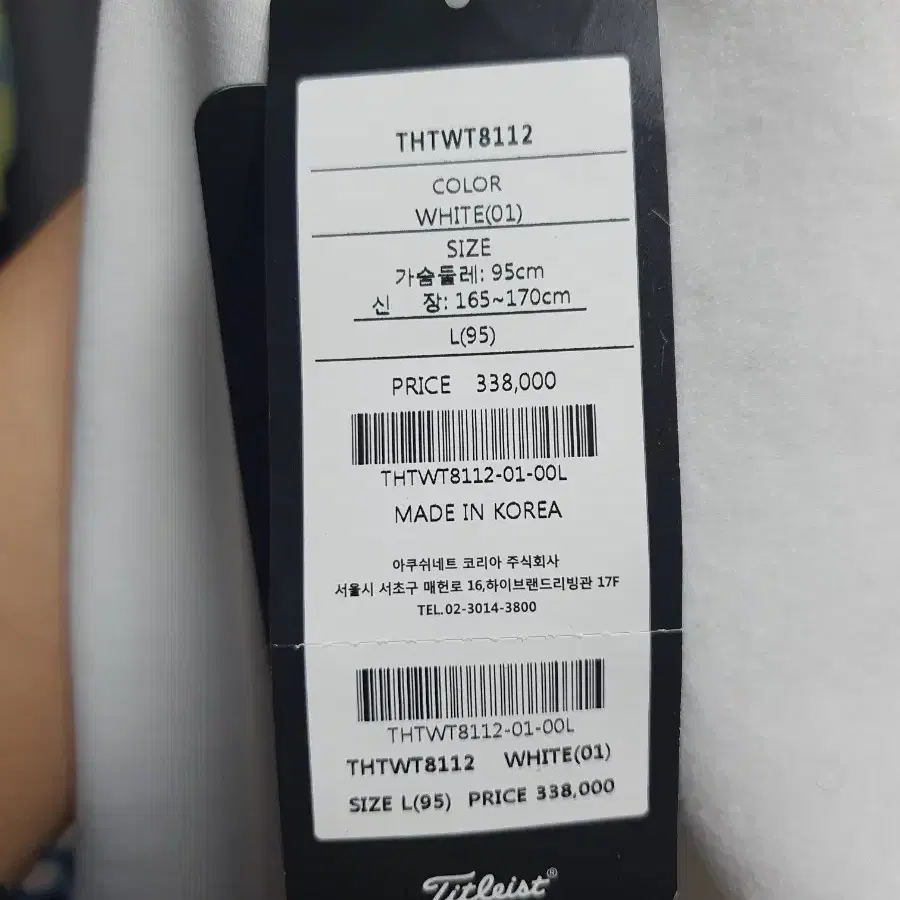 THTWT8112
COLOR
WHITE(01)
SIZE
가슴둘레: 95cm
신 장: 165~170cm
L(95)
PRICE 338,000
THTWT8112-01-00L
MADE IN KOREA
아쿠쉬네트 코리아 주식회사
서울시 서초구 매헌로 16,하이브랜드리빙관 17F
TEL.02-3014-3800
THTWT8112-01-00L
THTWT8112 WHITE(01)
SIZE L(95) PRICE 338,000
Titleist®